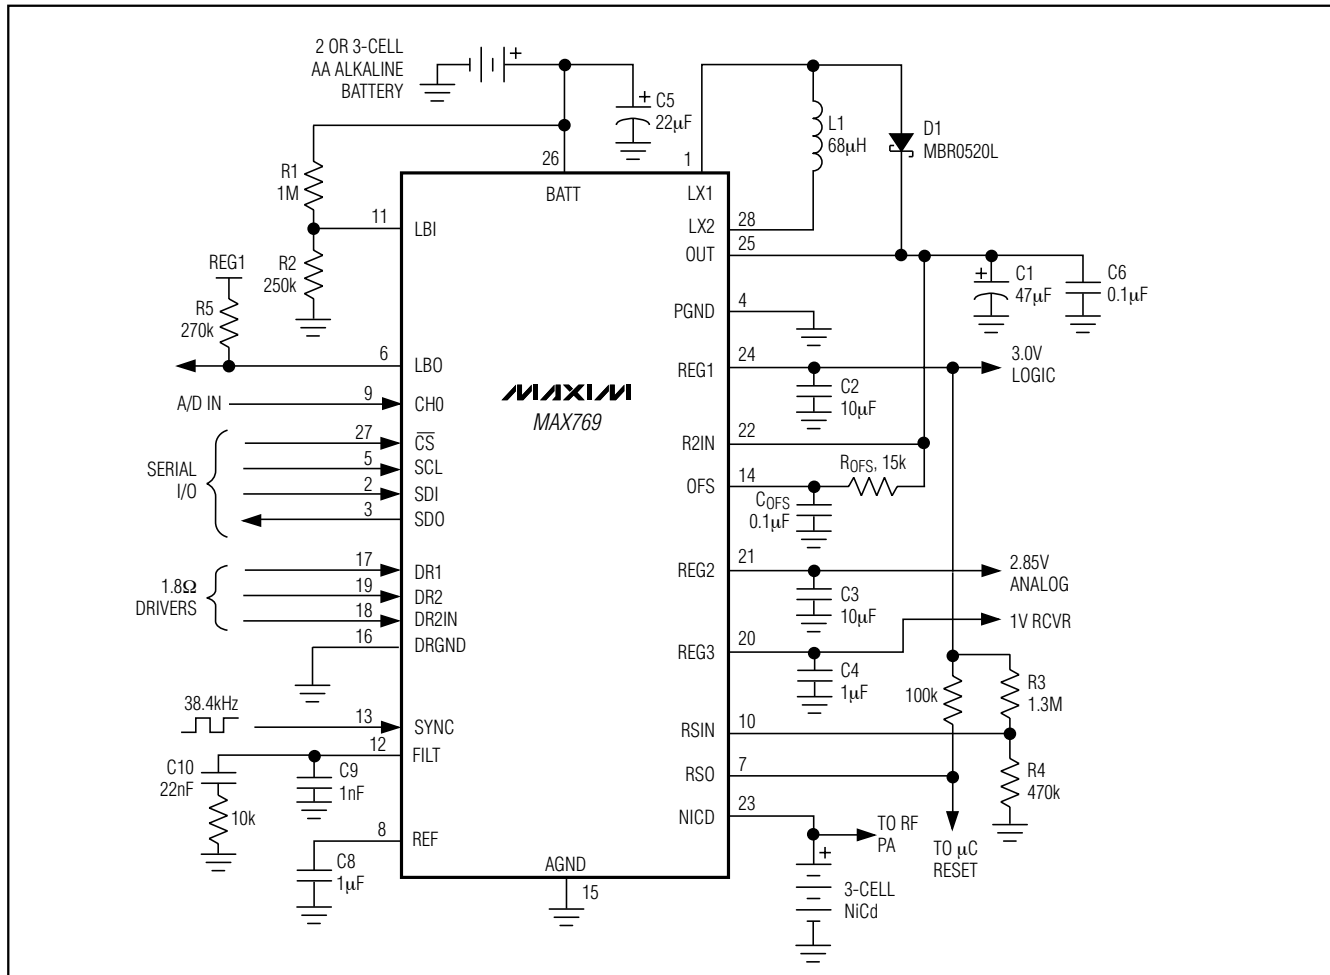 2 OR 3-CELL
AA ALKALINE
BATTERY
+
+
C5
22μF
R1
1M
26
1
L1
68μH
D1
MBR0520L
BATT
LX1
11
LBI
LX2
28
OUT
25
REG1
R2
250k
R5
270k
+
C1
47μF
C6
0.1μF
PGND
4
6
LBO
REG1
24
3.0V
LOGIC
C2
10μF
A/D IN
9
CH0
MAXIM
MAX769
27
CS
R2IN
22
SERIAL
I/O
5
SCL
2
SDI
3
SDO
OFS
14
ROFS, 15k
COFS
0.1μF
17
DR1
REG2
21
2.85V
ANALOG
1.8Ω
DRIVERS
19
DR2
18
DR2IN
C3
10μF
1V RCVR
16
DRGND
REG3
20
C4
1μF
100k
R3
1.3M
38.4kHz
13
SYNC
RSIN
10
12
FILT
C10
22nF
C9
1nF
10k
RSO
7
R4
470k
NICD
23
TO RF
PA
8
REF
C8
1μF
TO μC
RESET
AGND
15
+
3-CELL
NiCd